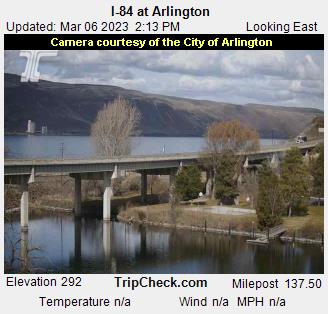 I-84 at Arlington
Updated: Mar 06 2023 2:13 PM Looking East
Camera courtesy of the City of Arlington
Elevation 292 TripCheck.com Milepost 137.50
Temperature n/a Wind n/a MPH n/a